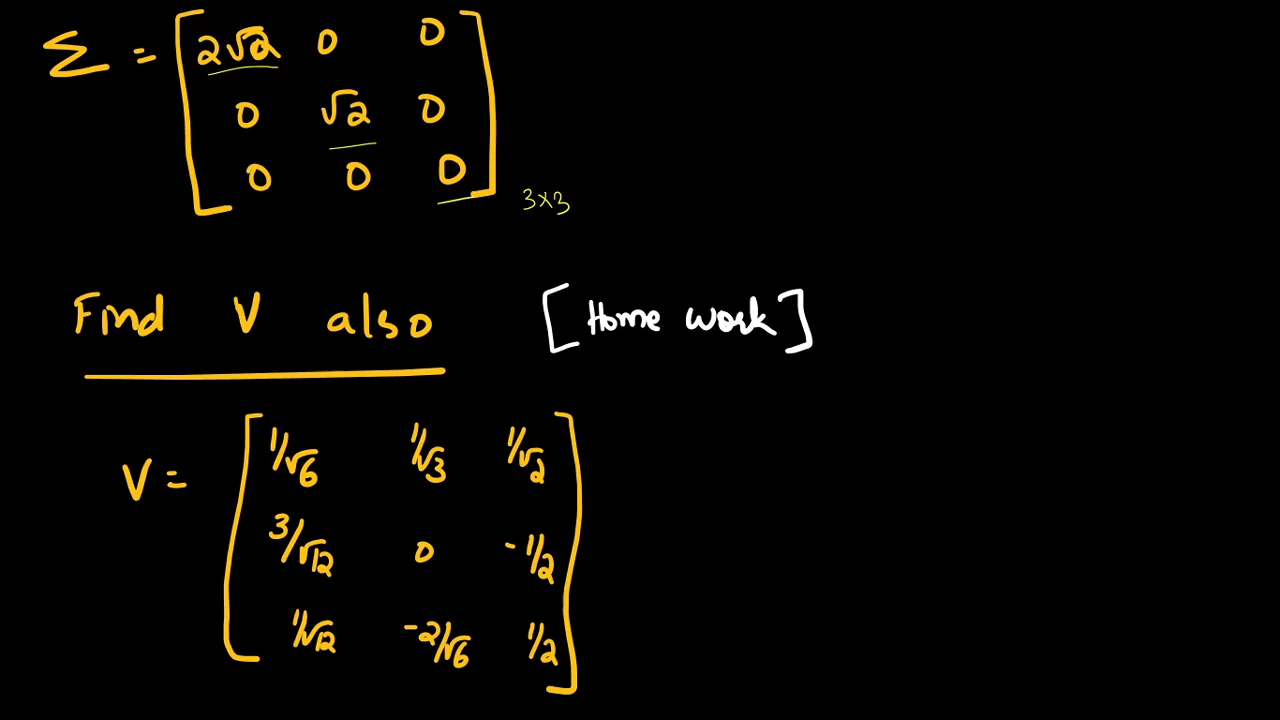 Σ = [ 2√2 0 0
0 √2 0
0 0 0 ] 3×3
Find V also [Home work]
V = [ 1/√6 1/√3 1/√2
3/√12 0 -1/2
1/√12 -2/√6 1/2 ]